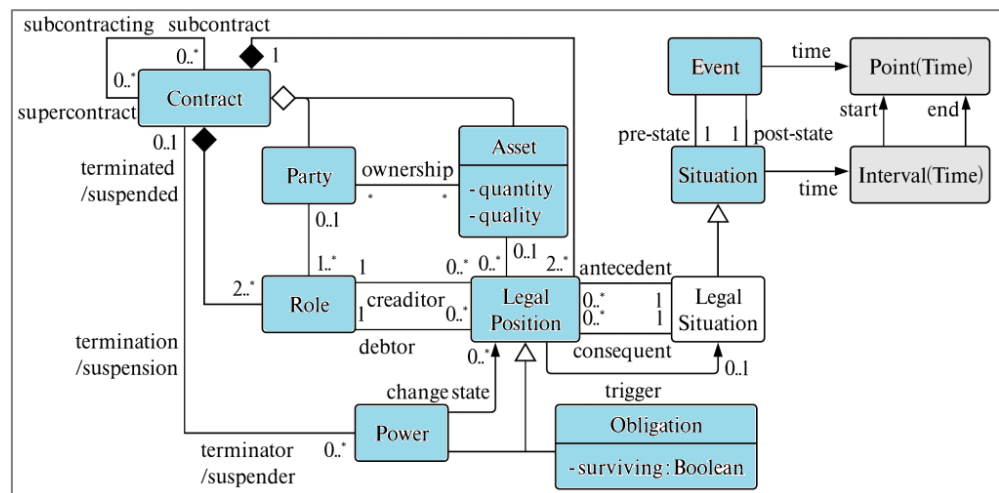 subcontracting
subcontract
0..*
1
0..*
Contract
supercontract
0..1
terminated
/suspended
Event
time
Point(Time)
start
end
pre-state
1
1
post-state
Situation
time
Interval(Time)
Party
ownership
*
*
Asset
-quantity
-quality
0..1
1..*
0..1
0..*
2..*
2..*
Role
1
creaditor
0..*
1
debtor
0..*
Legal
Position
antecedent
0..*
1
0..*
1
consequent
Legal
Situation
0..1
trigger
termination
/suspension
0..*
change state
Power
0..*
terminator
/suspender
Obligation
-surviving:Boolean